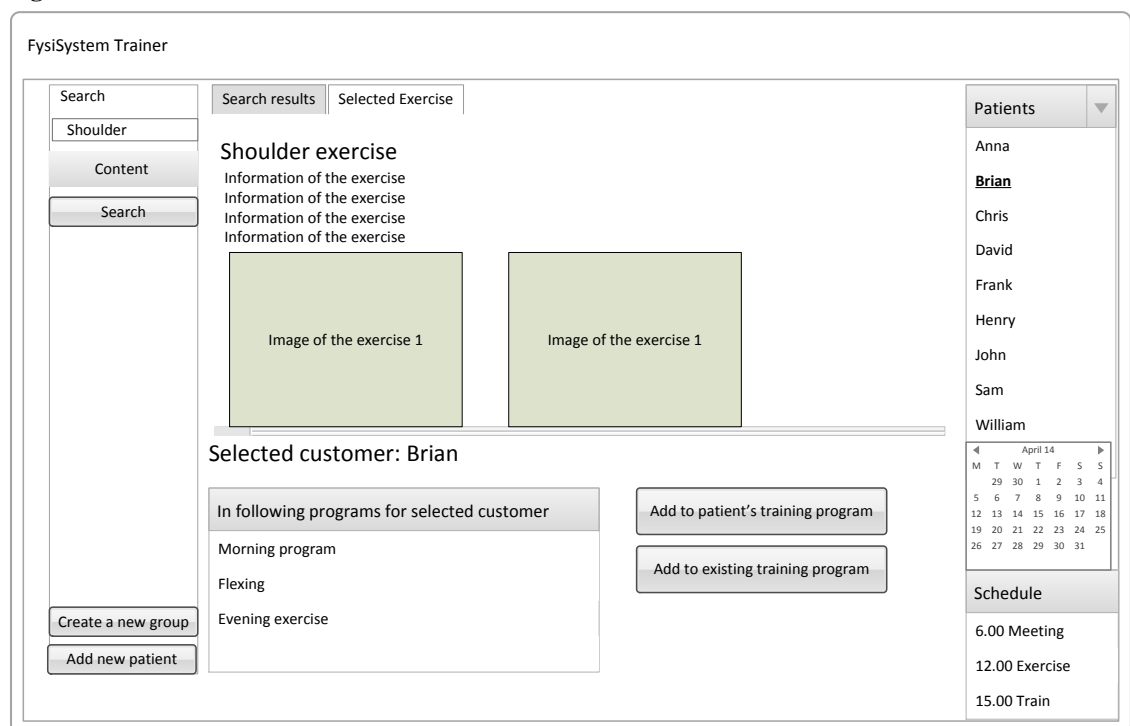 FysiSystem Trainer
Search
Shoulder
Content
Search
Create a new group
Add new patient
Search results
Selected Exercise
Shoulder exercise
Information of the exercise
Information of the exercise
Information of the exercise
Information of the exercise
Image of the exercise 1
Image of the exercise 1
Selected customer: Brian
In following programs for selected customer
Morning program
Flexing
Evening exercise
Add to patient's training program
Add to existing training program
Patients
Anna
Brian
Chris
David
Frank
Henry
John
Sam
William
April 14
M T W T F S S
29 30 1 2 3 4
5 6 7 8 9 10 11
12 13 14 15 16 17 18
19 20 21 22 23 24 25
26 27 28 29 30 31
Schedule
6.00 Meeting
12.00 Exercise
15.00 Train